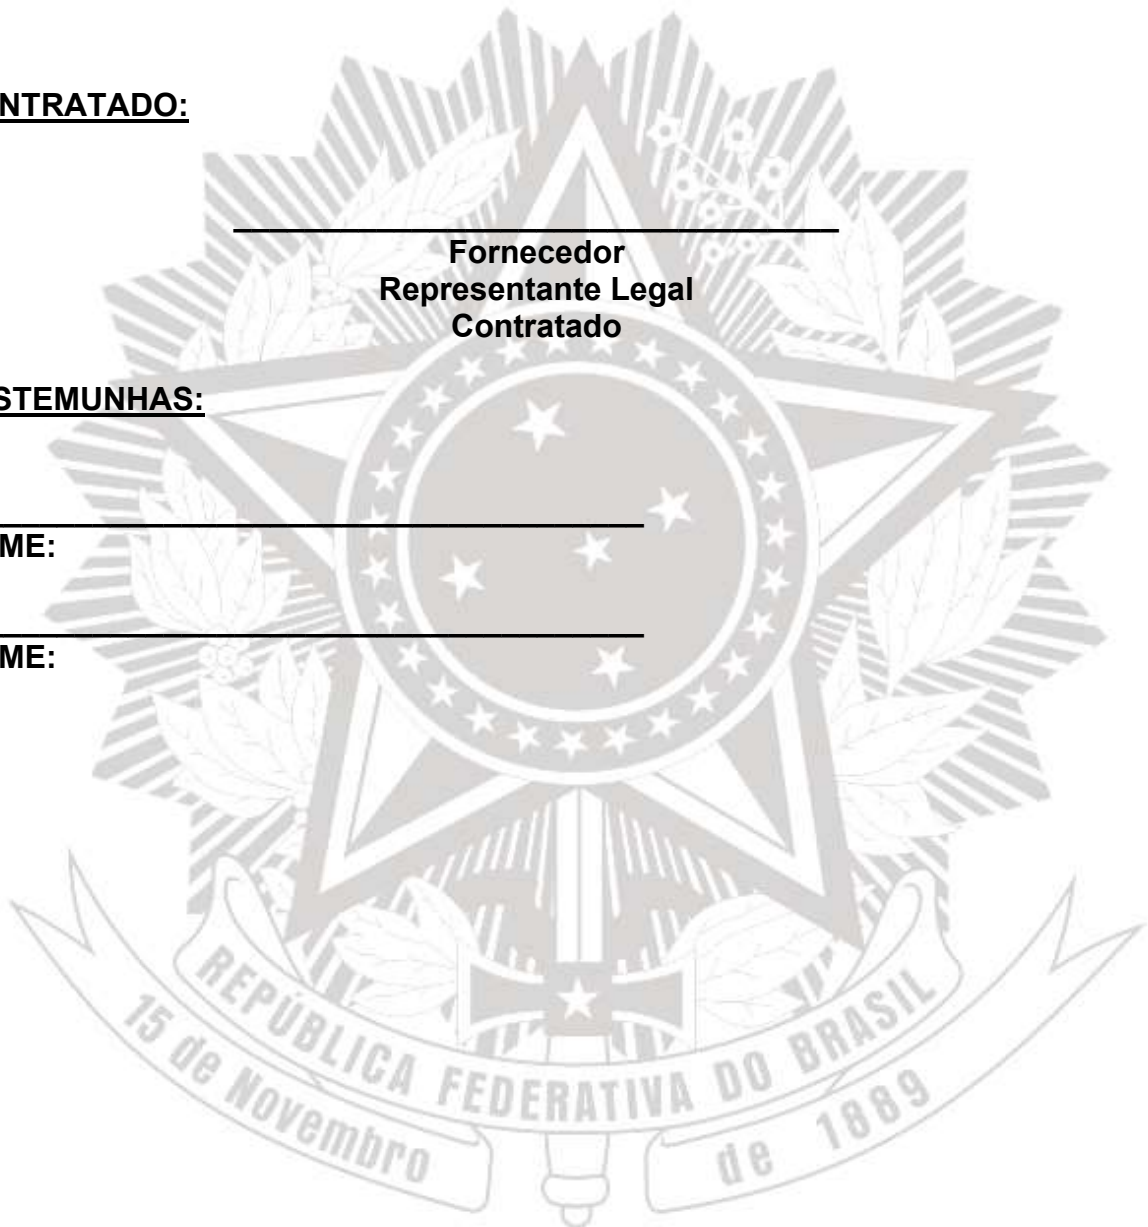 NTRATADO:
Fornecedor
Representante Legal
Contratado
STEMUNHAS:
ME:
ME:
REPÚBLICA FEDERATIVA DO BRASIL
15 de Novembro de 1889